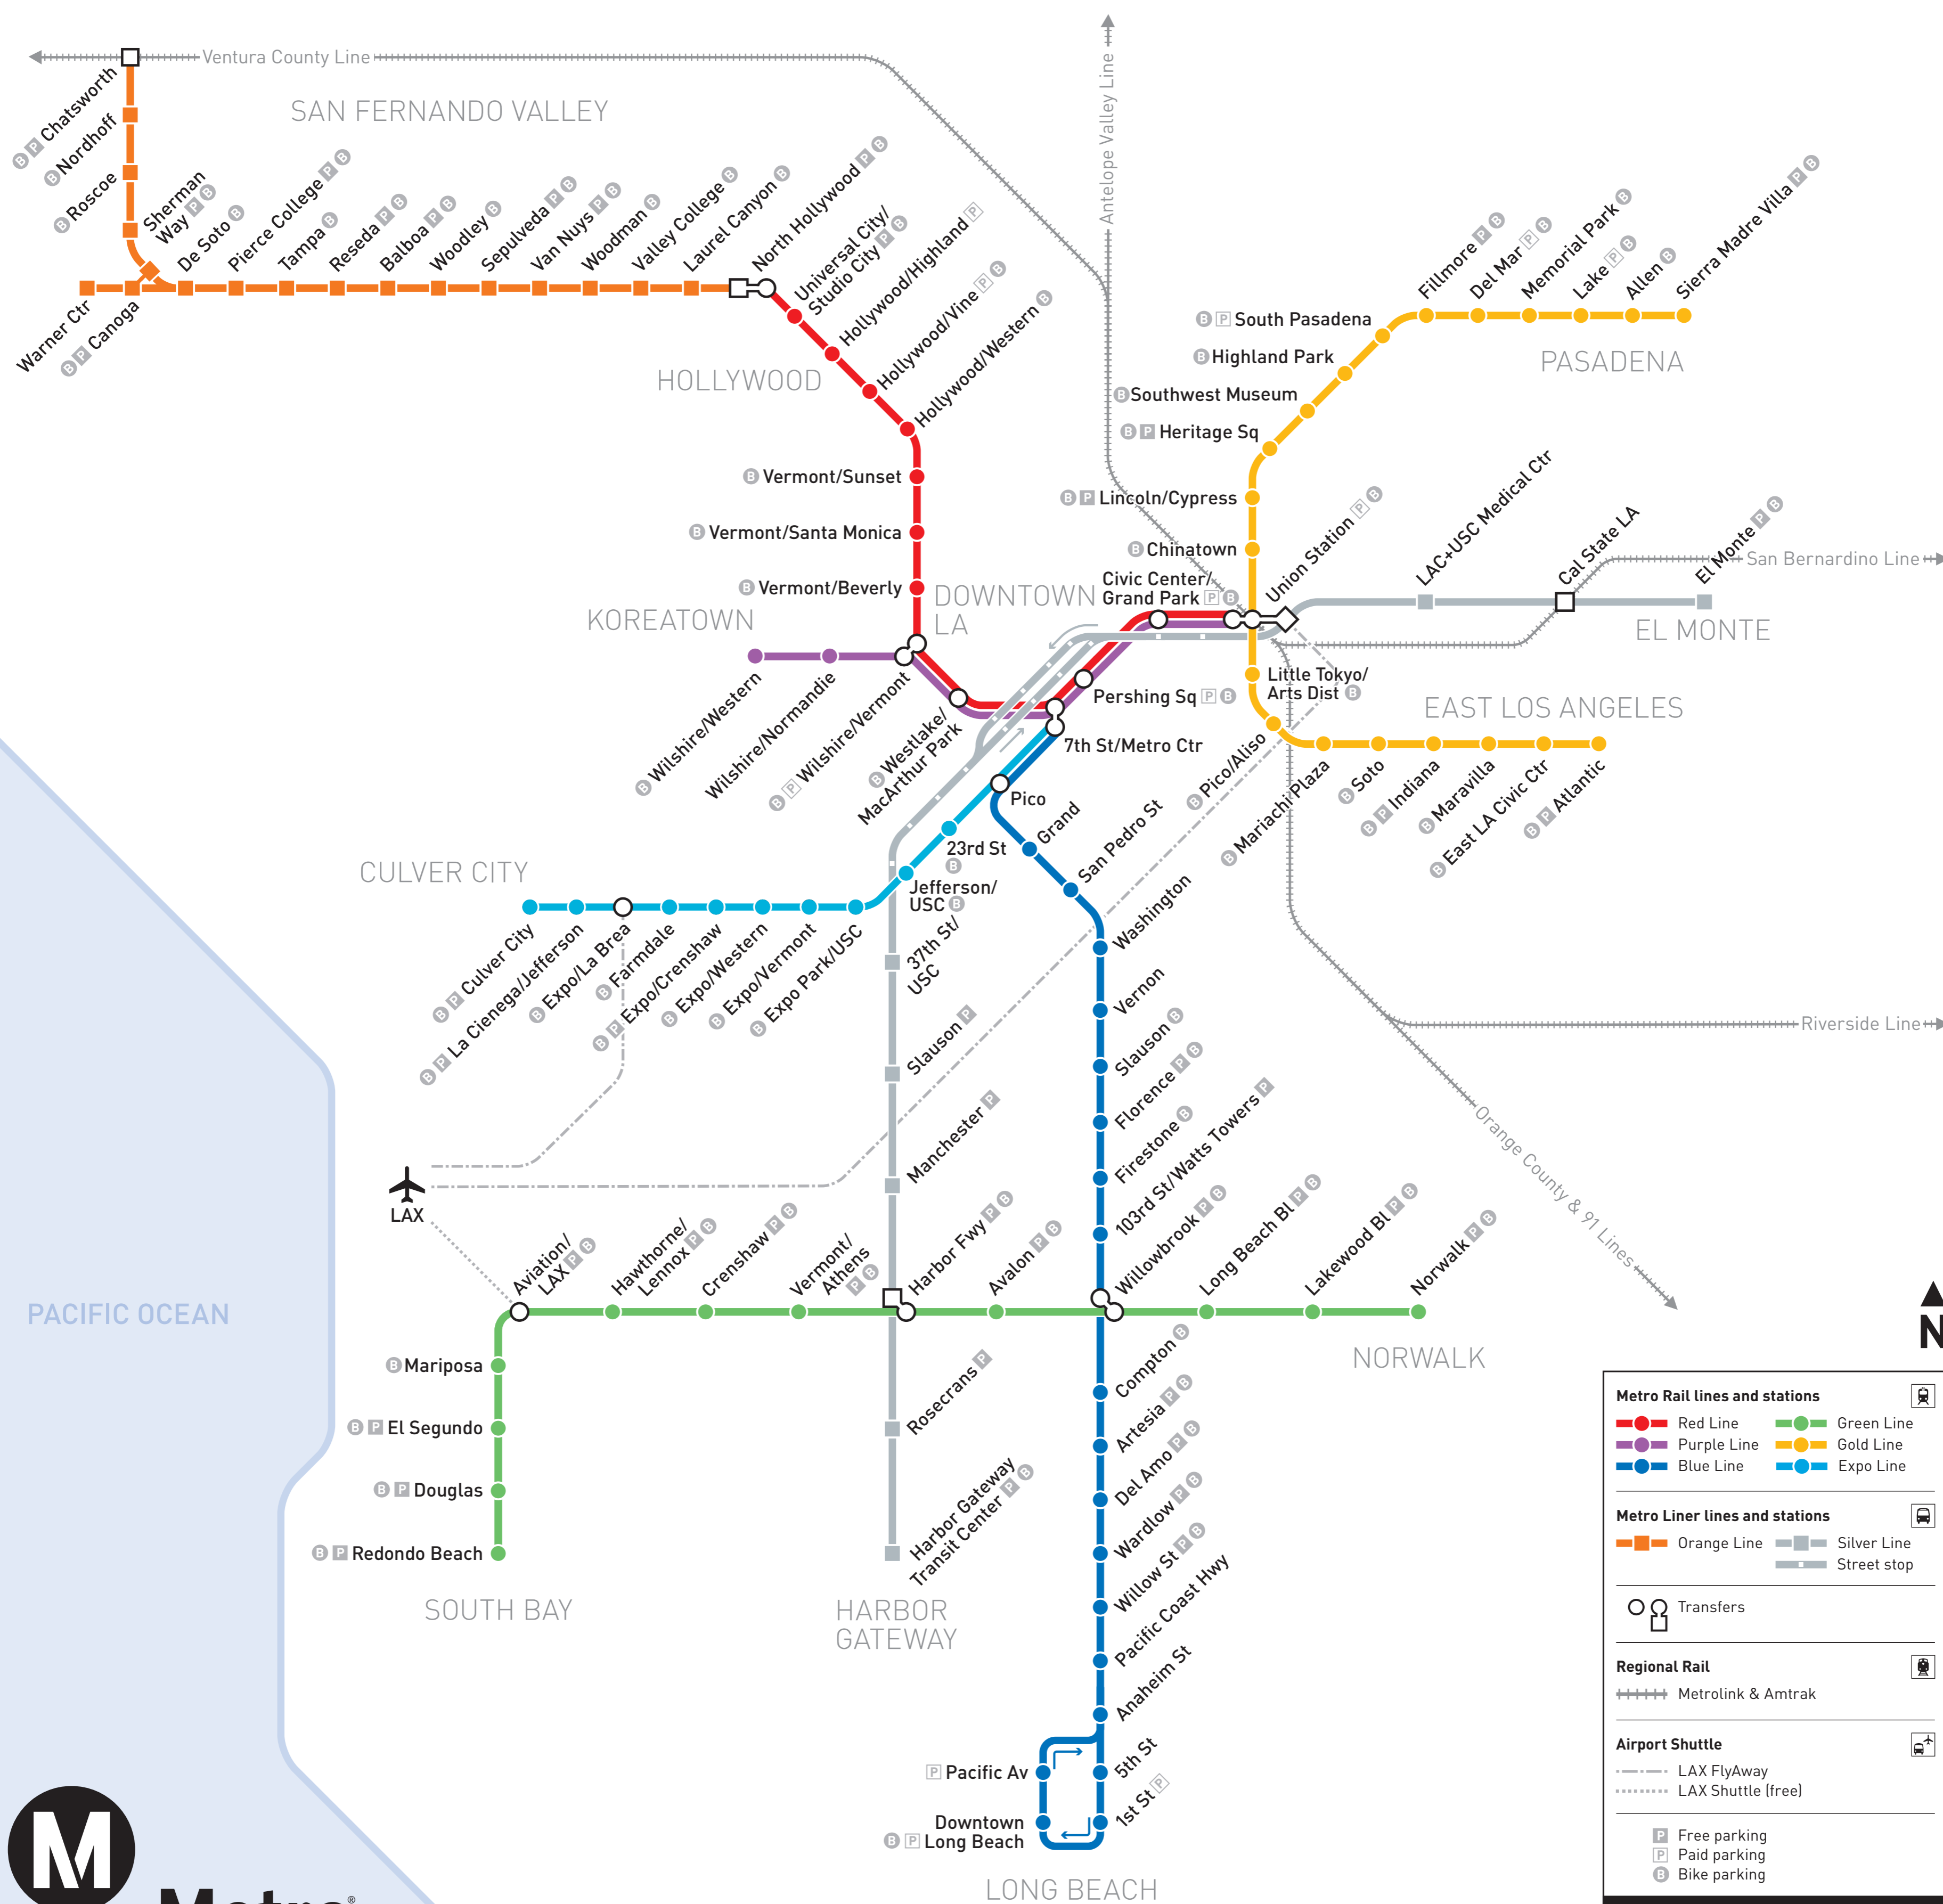 Ventura County Line
Antelope Valley Line
SAN FERNANDO VALLEY
B P Chatsworth
B Nordhoff
B Roscoe
Sherman
Way P B
De Soto B
Pierce College P B
Tampa B
Reseda P B
Balboa P B
Woodley B
Sepulveda P B
Van Nuys P B
Woodman B
Valley College B
Laurel Canyon B
North Hollywood P B
Warner Ctr
B P Canoga
Universal City/
Studio City P B
Hollywood/Highland P
Hollywood/Vine P B
Hollywood/Western B
HOLLYWOOD
B Vermont/Sunset
B Vermont/Santa Monica
B Vermont/Beverly
Fillmore P B
Del Mar P B
Memorial Park B
Lake P B
Allen B
Sierra Madre Villa P B
B P South Pasadena
B Highland Park
B Southwest Museum
B P Heritage Sq
B P Lincoln/Cypress
B Chinatown
PASADENA
KOREATOWN
DOWNTOWN
LA
Civic Center/
Grand Park P B
Union Station P B
LAC+USC Medical Ctr
Cal State LA
El Monte P B
San Bernardino Line
EL MONTE
B Wilshire/Western
Wilshire/Normandie
B P Wilshire/Vermont
B Westlake/
MacArthur Park
Pershing Sq P B
7th St/Metro Ctr
Little Tokyo/
Arts Dist B
EAST LOS ANGELES
B Pico/Aliso
B Mariachi Plaza
B Soto
B P Indiana
B Maravilla
B East LA Civic Ctr
B P Atlantic
Pico
Grand
San Pedro St
Washington
23rd St
B
Jefferson/
USC B
CULVER CITY
B P Culver City
B P La Cienega/Jefferson
B Expo/La Brea
B Farmdale
B P Expo/Crenshaw
B Expo/Western
B Expo/Vermont
B Expo Park/USC
37th St/
USC
Slauson P
Manchester P
Vernon
Slauson B
Florence P B
Firestone B
103rd St/Watts Towers P
Riverside Line
Orange County & 91 Lines
LAX
Aviation/
LAX P B
Hawthorne/
Lennox P B
Crenshaw P B
Vermont/
Athens
P B
Harbor Fwy P B
Avalon P B
Willowbrook P B
Long Beach Bl P B
Lakewood Bl P B
Norwalk P B
NORWALK
PACIFIC OCEAN
B Mariposa
B P El Segundo
B P Douglas
B P Redondo Beach
SOUTH BAY
Rosecrans P
Harbor Gateway
Transit Center P B
HARBOR
GATEWAY
Compton B
Artesia P B
Del Amo P B
Wardlow P B
Willow St P B
Pacific Coast Hwy
Anaheim St
5th St
1st St P
P Pacific Av
Downtown
B P Long Beach
LONG BEACH
N
Metro Rail lines and stations
Red Line
Green Line
Purple Line
Gold Line
Blue Line
Expo Line
Metro Liner lines and stations
Orange Line
Silver Line
Street stop
Transfers
Regional Rail
Metrolink & Amtrak
Airport Shuttle
LAX FlyAway
LAX Shuttle (free)
P Free parking
P Paid parking
B Bike parking
M
Metro®